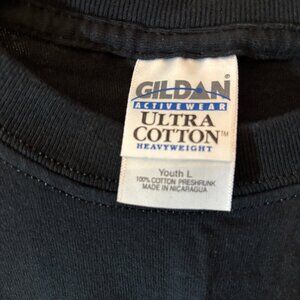 GILDAN®
ACTIVEWEAR
ULTRA
COTTON™
HEAVYWEIGHT
Youth L
100% COTTON PRESHRUNK
MADE IN NICARAGUA